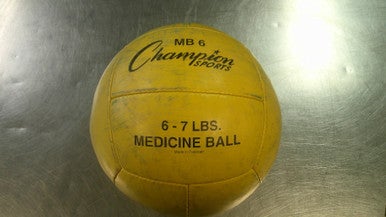 MB 6
Champion
SPORTS
6 - 7 LBS.
MEDICINE BALL